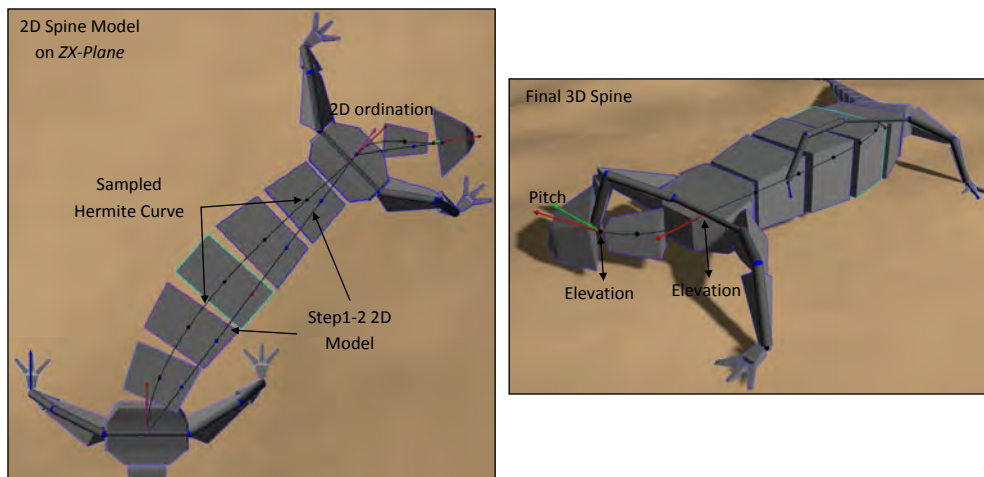 2D Spine Model
on ZX-Plane
2D ordination
Sampled
Hermite Curve
Step1-2 2D
Model
Final 3D Spine
Pitch
Elevation
Elevation